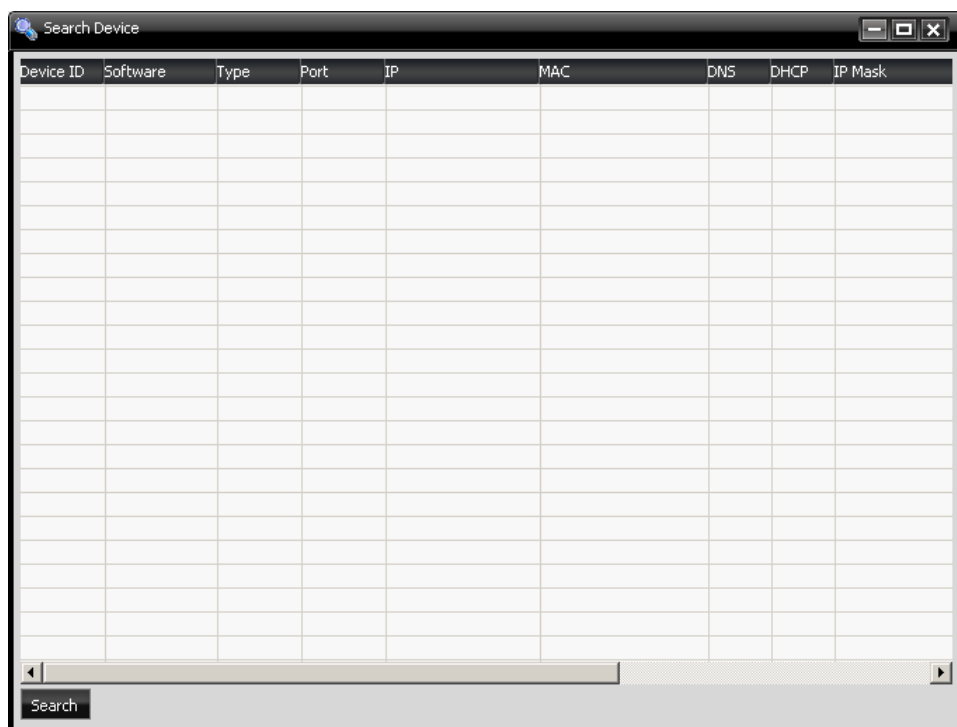 Search Device
Device ID Software Type Port IP MAC DNS DHCP IP Mask
Search